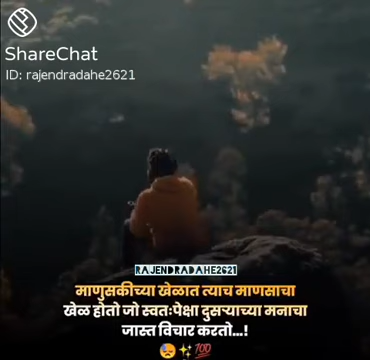 ShareChat
ID: rajendradahe2621
RAJENDRADAHE2621
माणुसकीच्या खेळात त्याच माणसाचा
खेळ होतो जो स्वतःपेक्षा दुसऱ्याच्या मनाचा
जास्त विचार करतो...!
😓✨💯